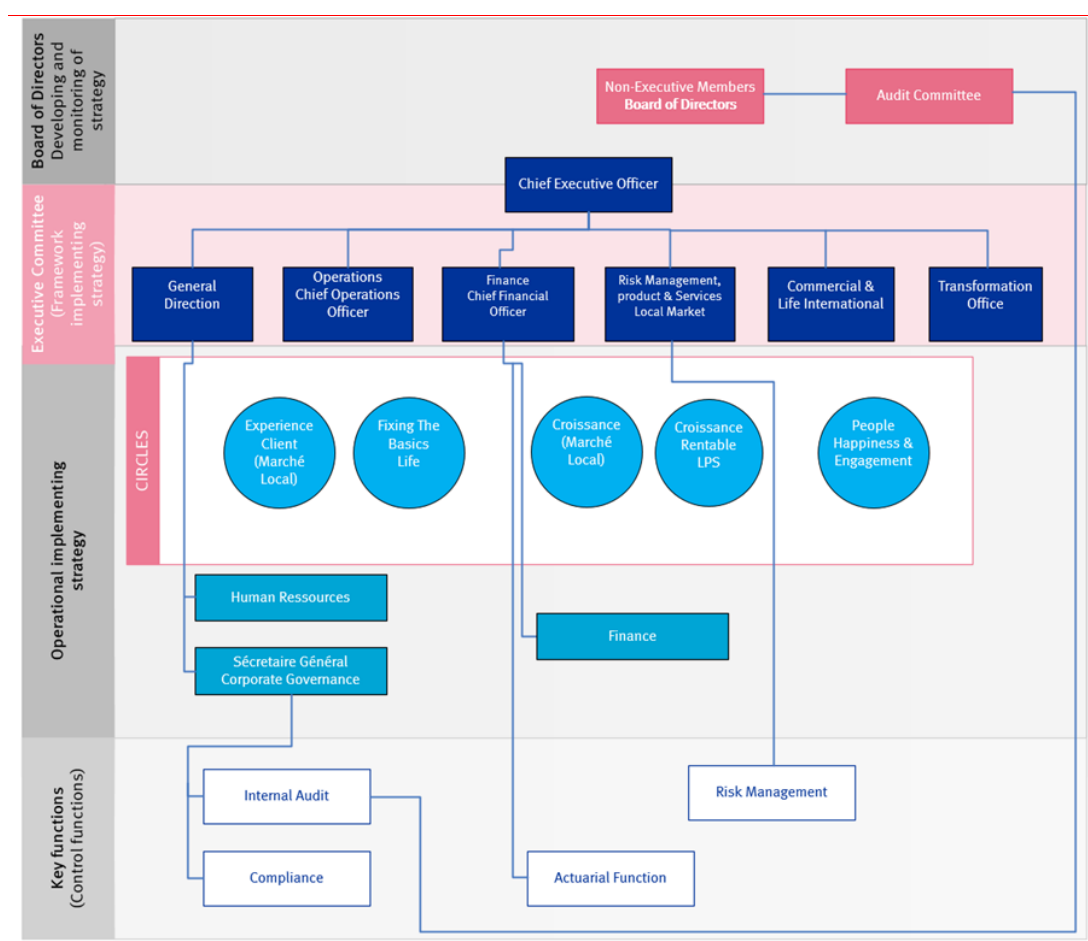 Board of Directors
Developing and
monitoring of
strategy
Non-Executive Members
Board of Directors
Audit Committee
Chief Executive Officer
Executive Committee
(Framework
implementing
strategy)
General
Direction
Operations
Chief Operations
Officer
Finance
Chief Financial
Officer
Risk Management,
product & Services
Local Market
Commercial &
Life International
Transformation
Office
Operational implementing
strategy
CIRCLES
Experience
Client
(Marché
Local)
Fixing The
Basics
Life
Croissance
(Marché
Local)
Croissance
Rentable
LPS
People
Happiness &
Engagement
Human Ressources
Finance
Sécretaire Général
Corporate Governance
Key functions
(Control functions)
Internal Audit
Risk Management
Compliance
Actuarial Function